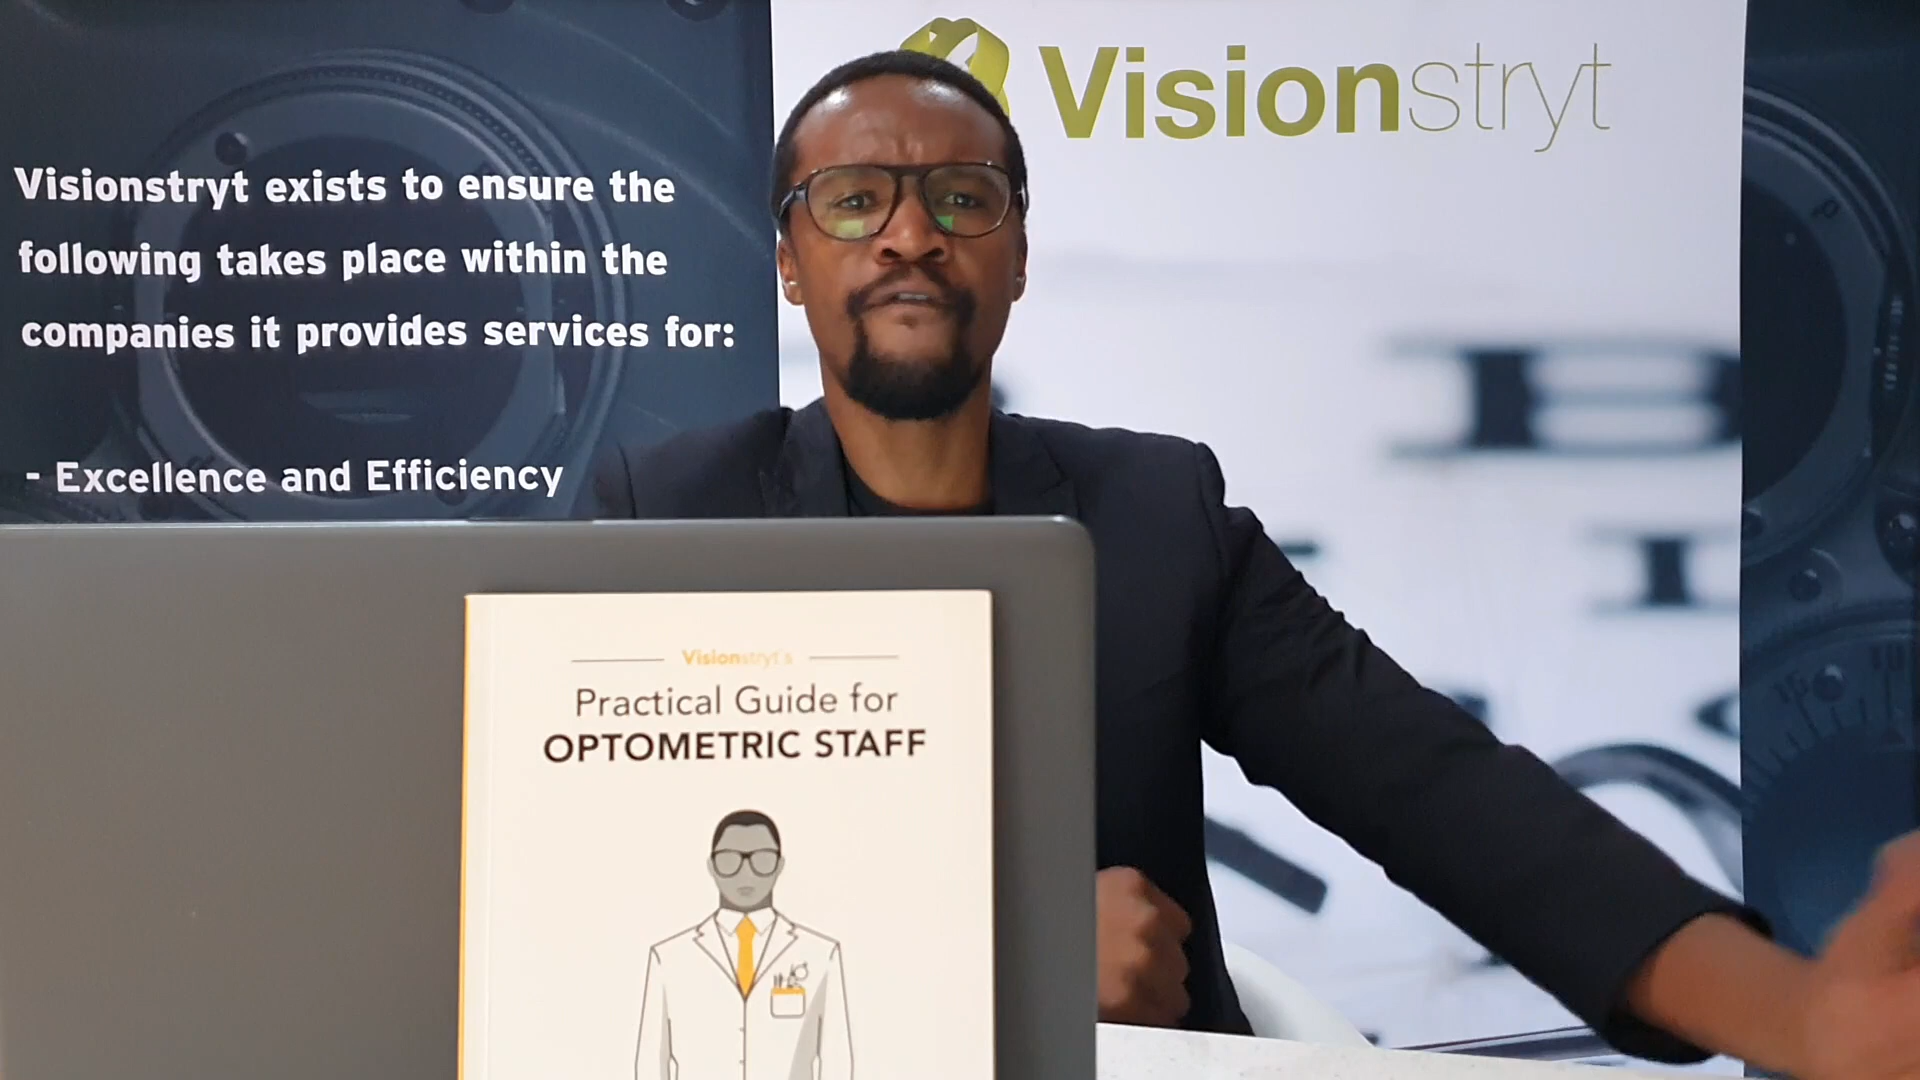 Visionstryt
Visionstryt exists to ensure the
following takes place within the
companies it provides services for:
- Excellence and Efficiency
Visionstryt's
Practical Guide for
OPTOMETRIC STAFF